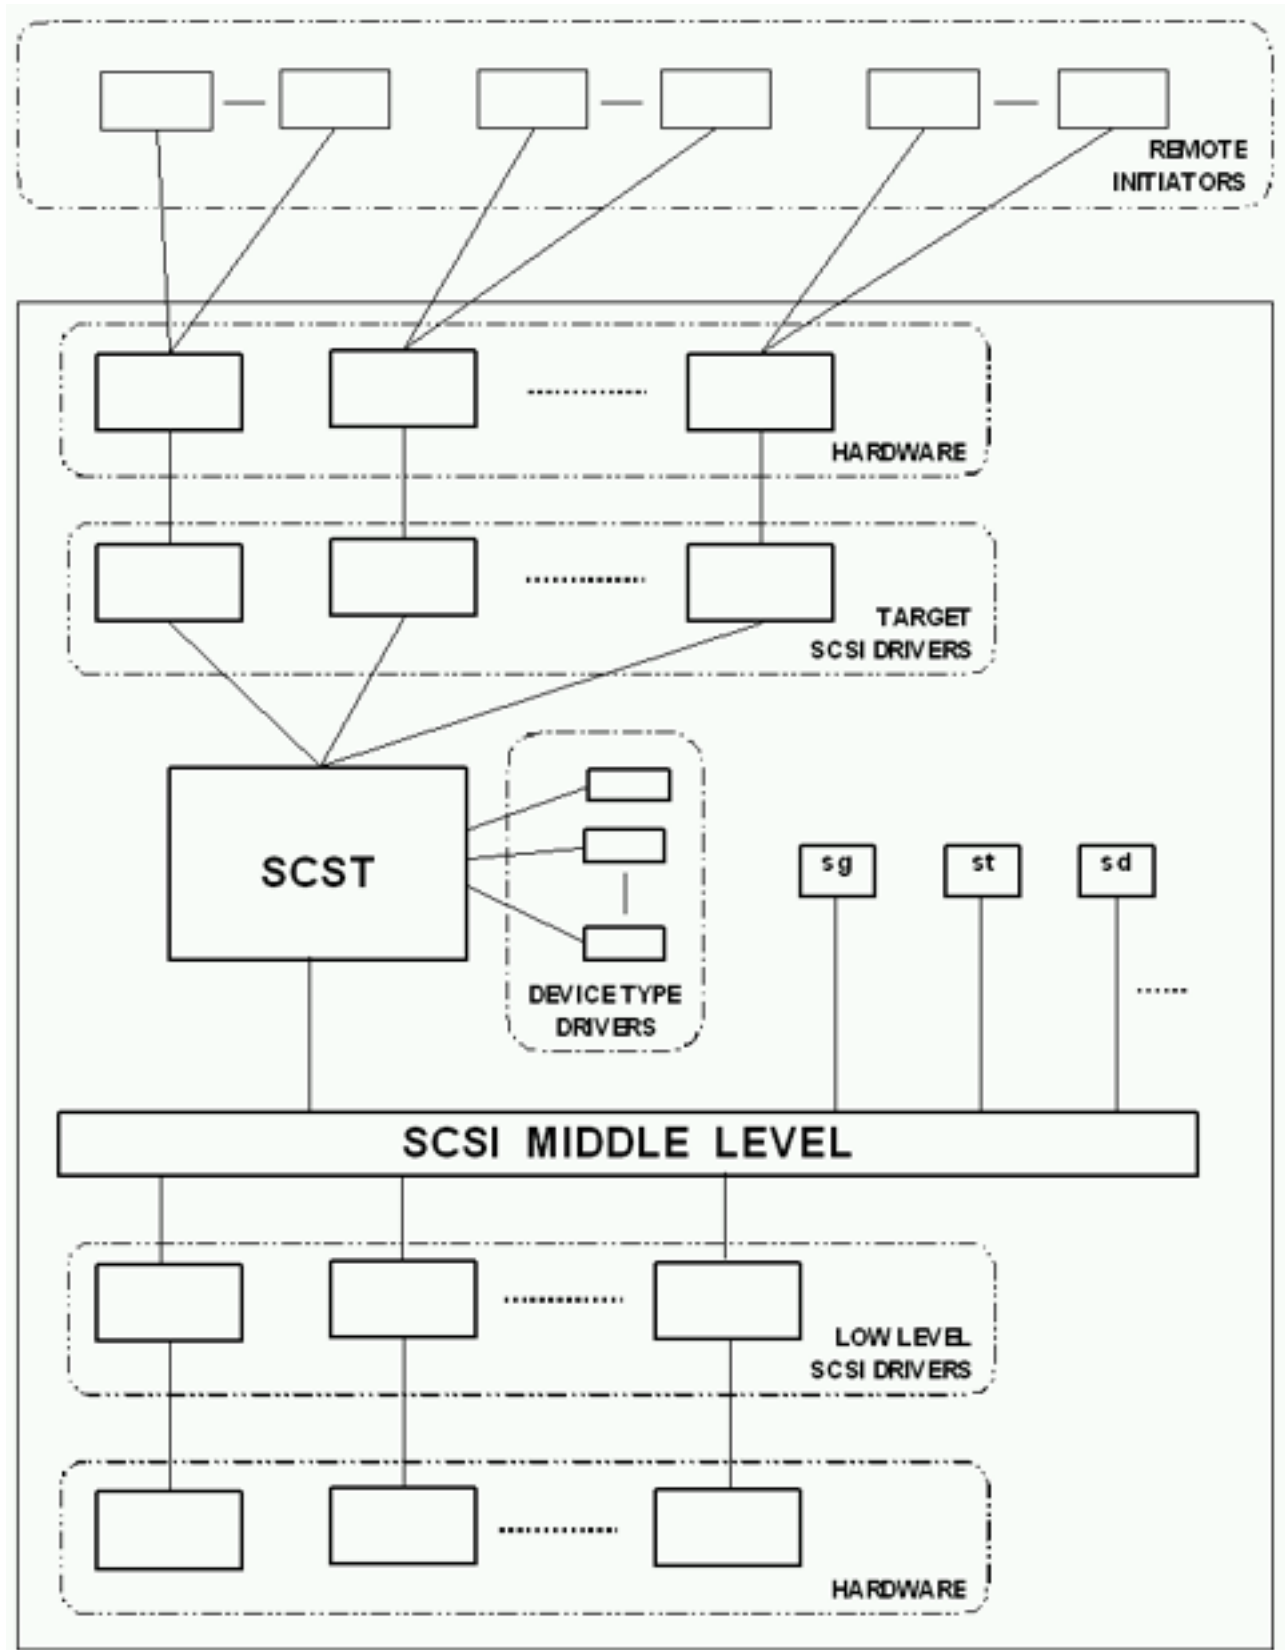 REMOTE
INITIATORS
HARDWARE
TARGET
SCSI DRIVERS
SCST
sg
st
sd
DEVICE TYPE
DRIVERS
SCSI MIDDLE LEVEL
LOW LEVEL
SCSI DRIVERS
HARDWARE